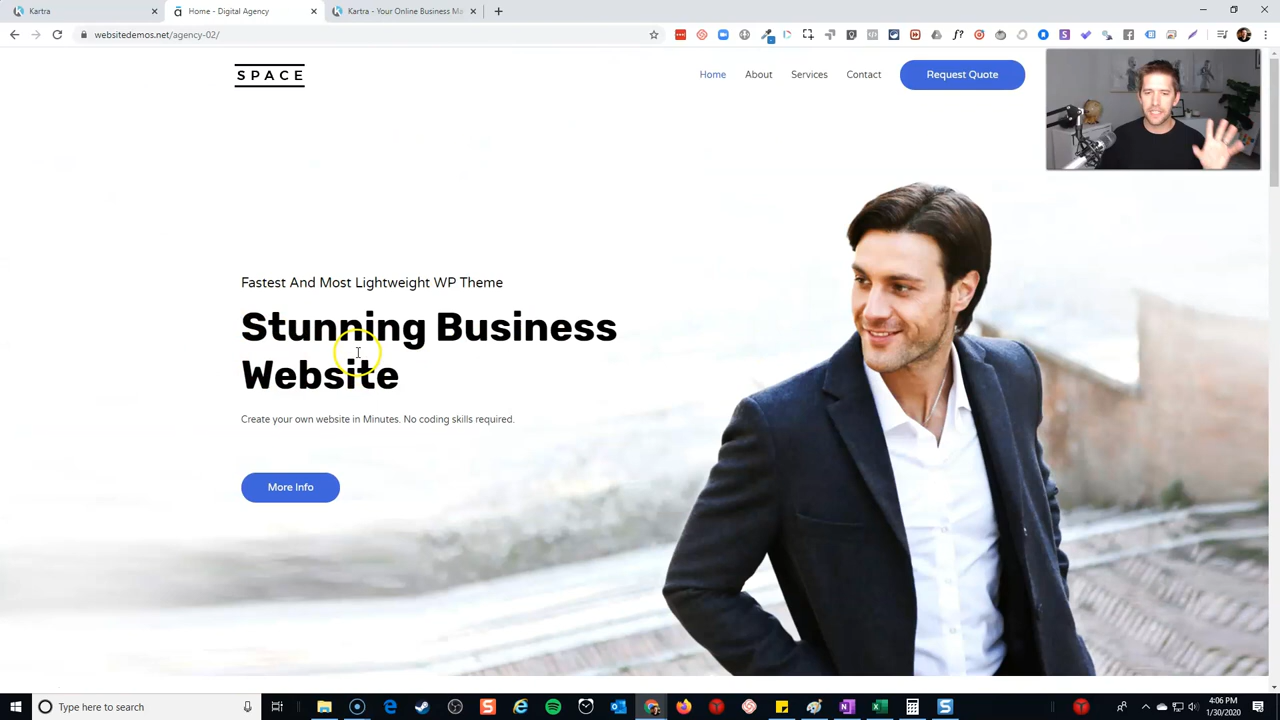 Kartra
Home - Digital Agency
Kartra - Your Online Business Ma
websitedemos.net/agency-02/
SPACE
Home
About
Services
Contact
Request Quote
Fastest And Most Lightweight WP Theme
Stunning Business
Website
Create your own website in Minutes. No coding skills required.
More Info
Type here to search
4:06 PM
1/30/2020